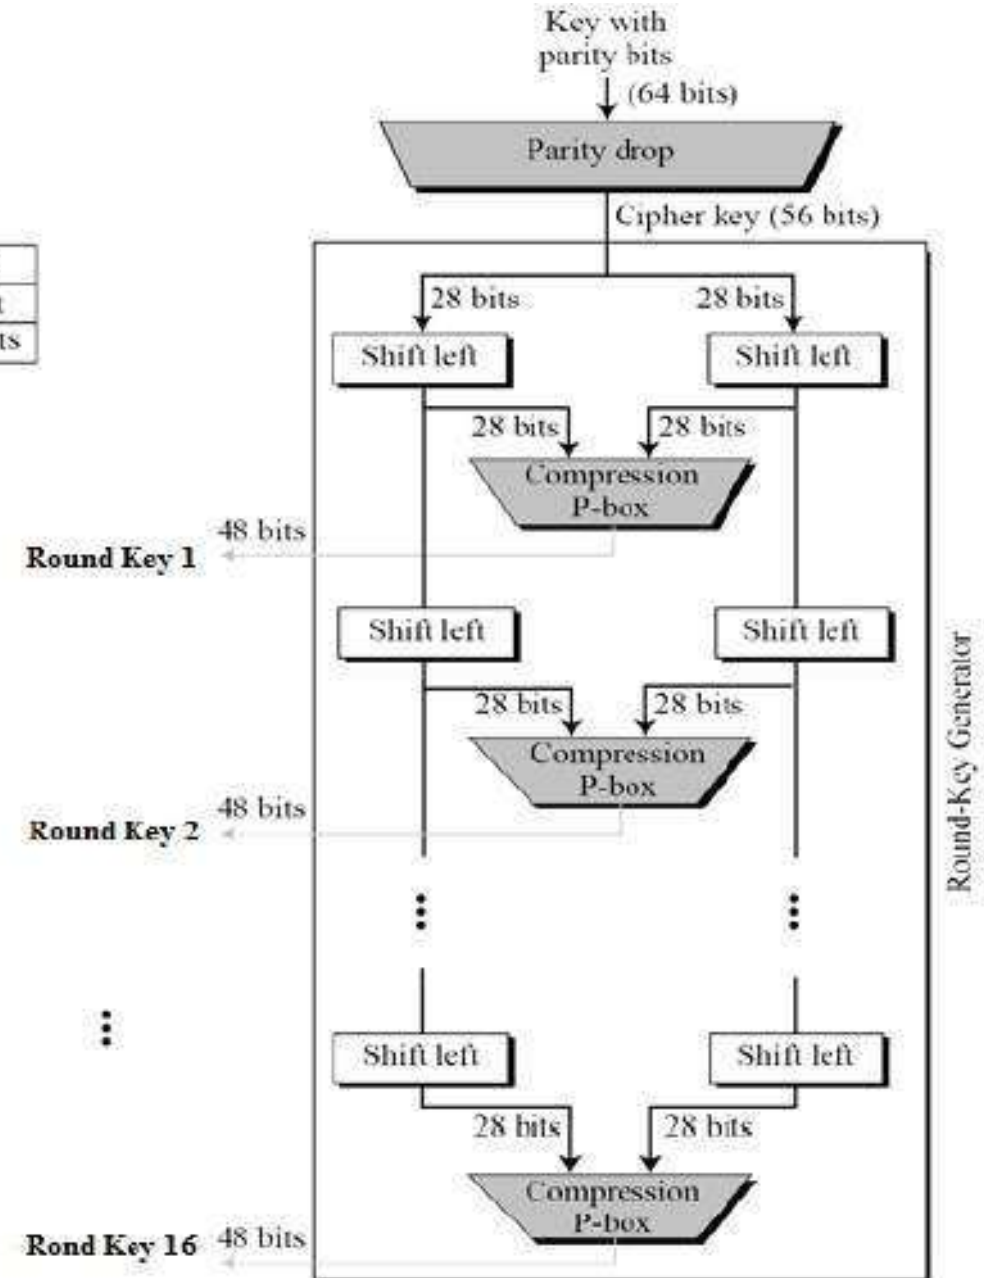 Key with
parity bits
(64 bits)
Parity drop
Cipher key (56 bits)
28 bits
28 bits
Shift left
Shift left
28 bits
28 bits
Compression
P-box
48 bits
Round Key 1
Shift left
Shift left
28 bits
28 bits
Compression
P-box
48 bits
Round Key 2
Round-Key Generator
Shift left
Shift left
28 bits
28 bits
Compression
P-box
48 bits
Rond Key 16